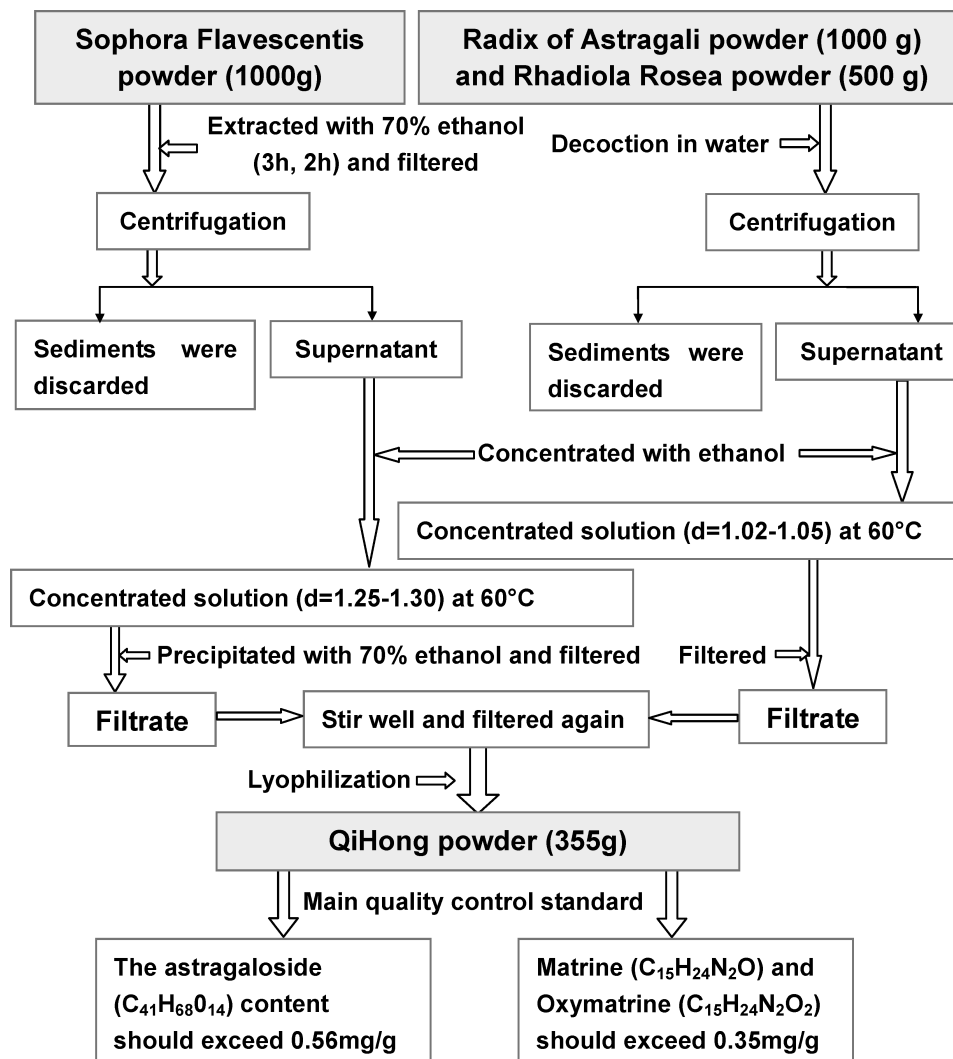 Sophora Flavescentis
powder (1000g)
Radix of Astragali powder (1000 g)
and Rhadiola Rosea powder (500 g)
Extracted with 70% ethanol
(3h, 2h) and filtered
Decoction in water
Centrifugation
Centrifugation
Sediments were
discarded
Supernatant
Sediments were
discarded
Supernatant
Concentrated with ethanol
Concentrated solution (d=1.02-1.05) at 60°C
Concentrated solution (d=1.25-1.30) at 60°C
Precipitated with 70% ethanol and filtered
Filtered
Filtrate
Stir well and filtered again
Filtrate
Lyophilization
QiHong powder (355g)
Main quality control standard
The astragaloside
(C₄₁H₆₈0₁₄) content
should exceed 0.56mg/g
Matrine (C₁₅H₂₄N₂O) and
Oxymatrine (C₁₅H₂₄N₂O₂)
should exceed 0.35mg/g